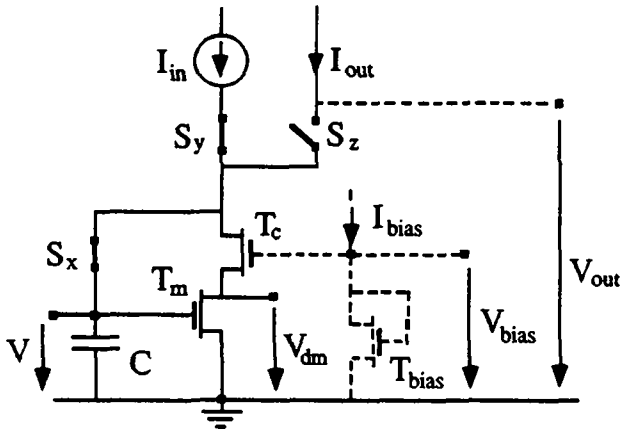 I_in
I_out
S_y
S_z
T_c
I_bias
S_x
T_m
V_out
V
C
V_dm
V_bias
T_bias